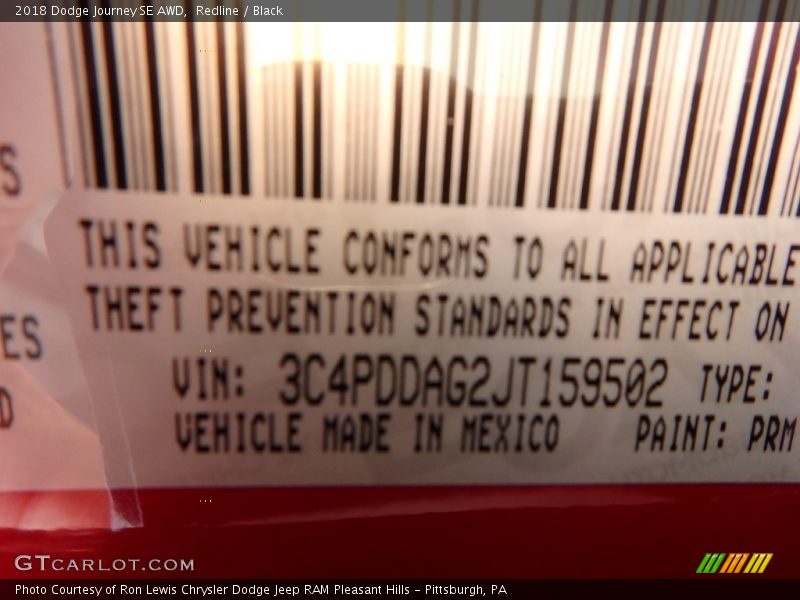 2018 Dodge Journey SE AWD,  Redline / Black
S
THIS VEHICLE CONFORMS TO ALL APPLICABLE
THEFT PREVENTION STANDARDS IN EFFECT ON
ES
VIN: 3C4PDDAG2JT159502 TYPE:
D
VEHICLE MADE IN MEXICO PAINT: PRM
GTCARLOT.COM
Photo Courtesy of Ron Lewis Chrysler Dodge Jeep RAM Pleasant Hills - Pittsburgh, PA